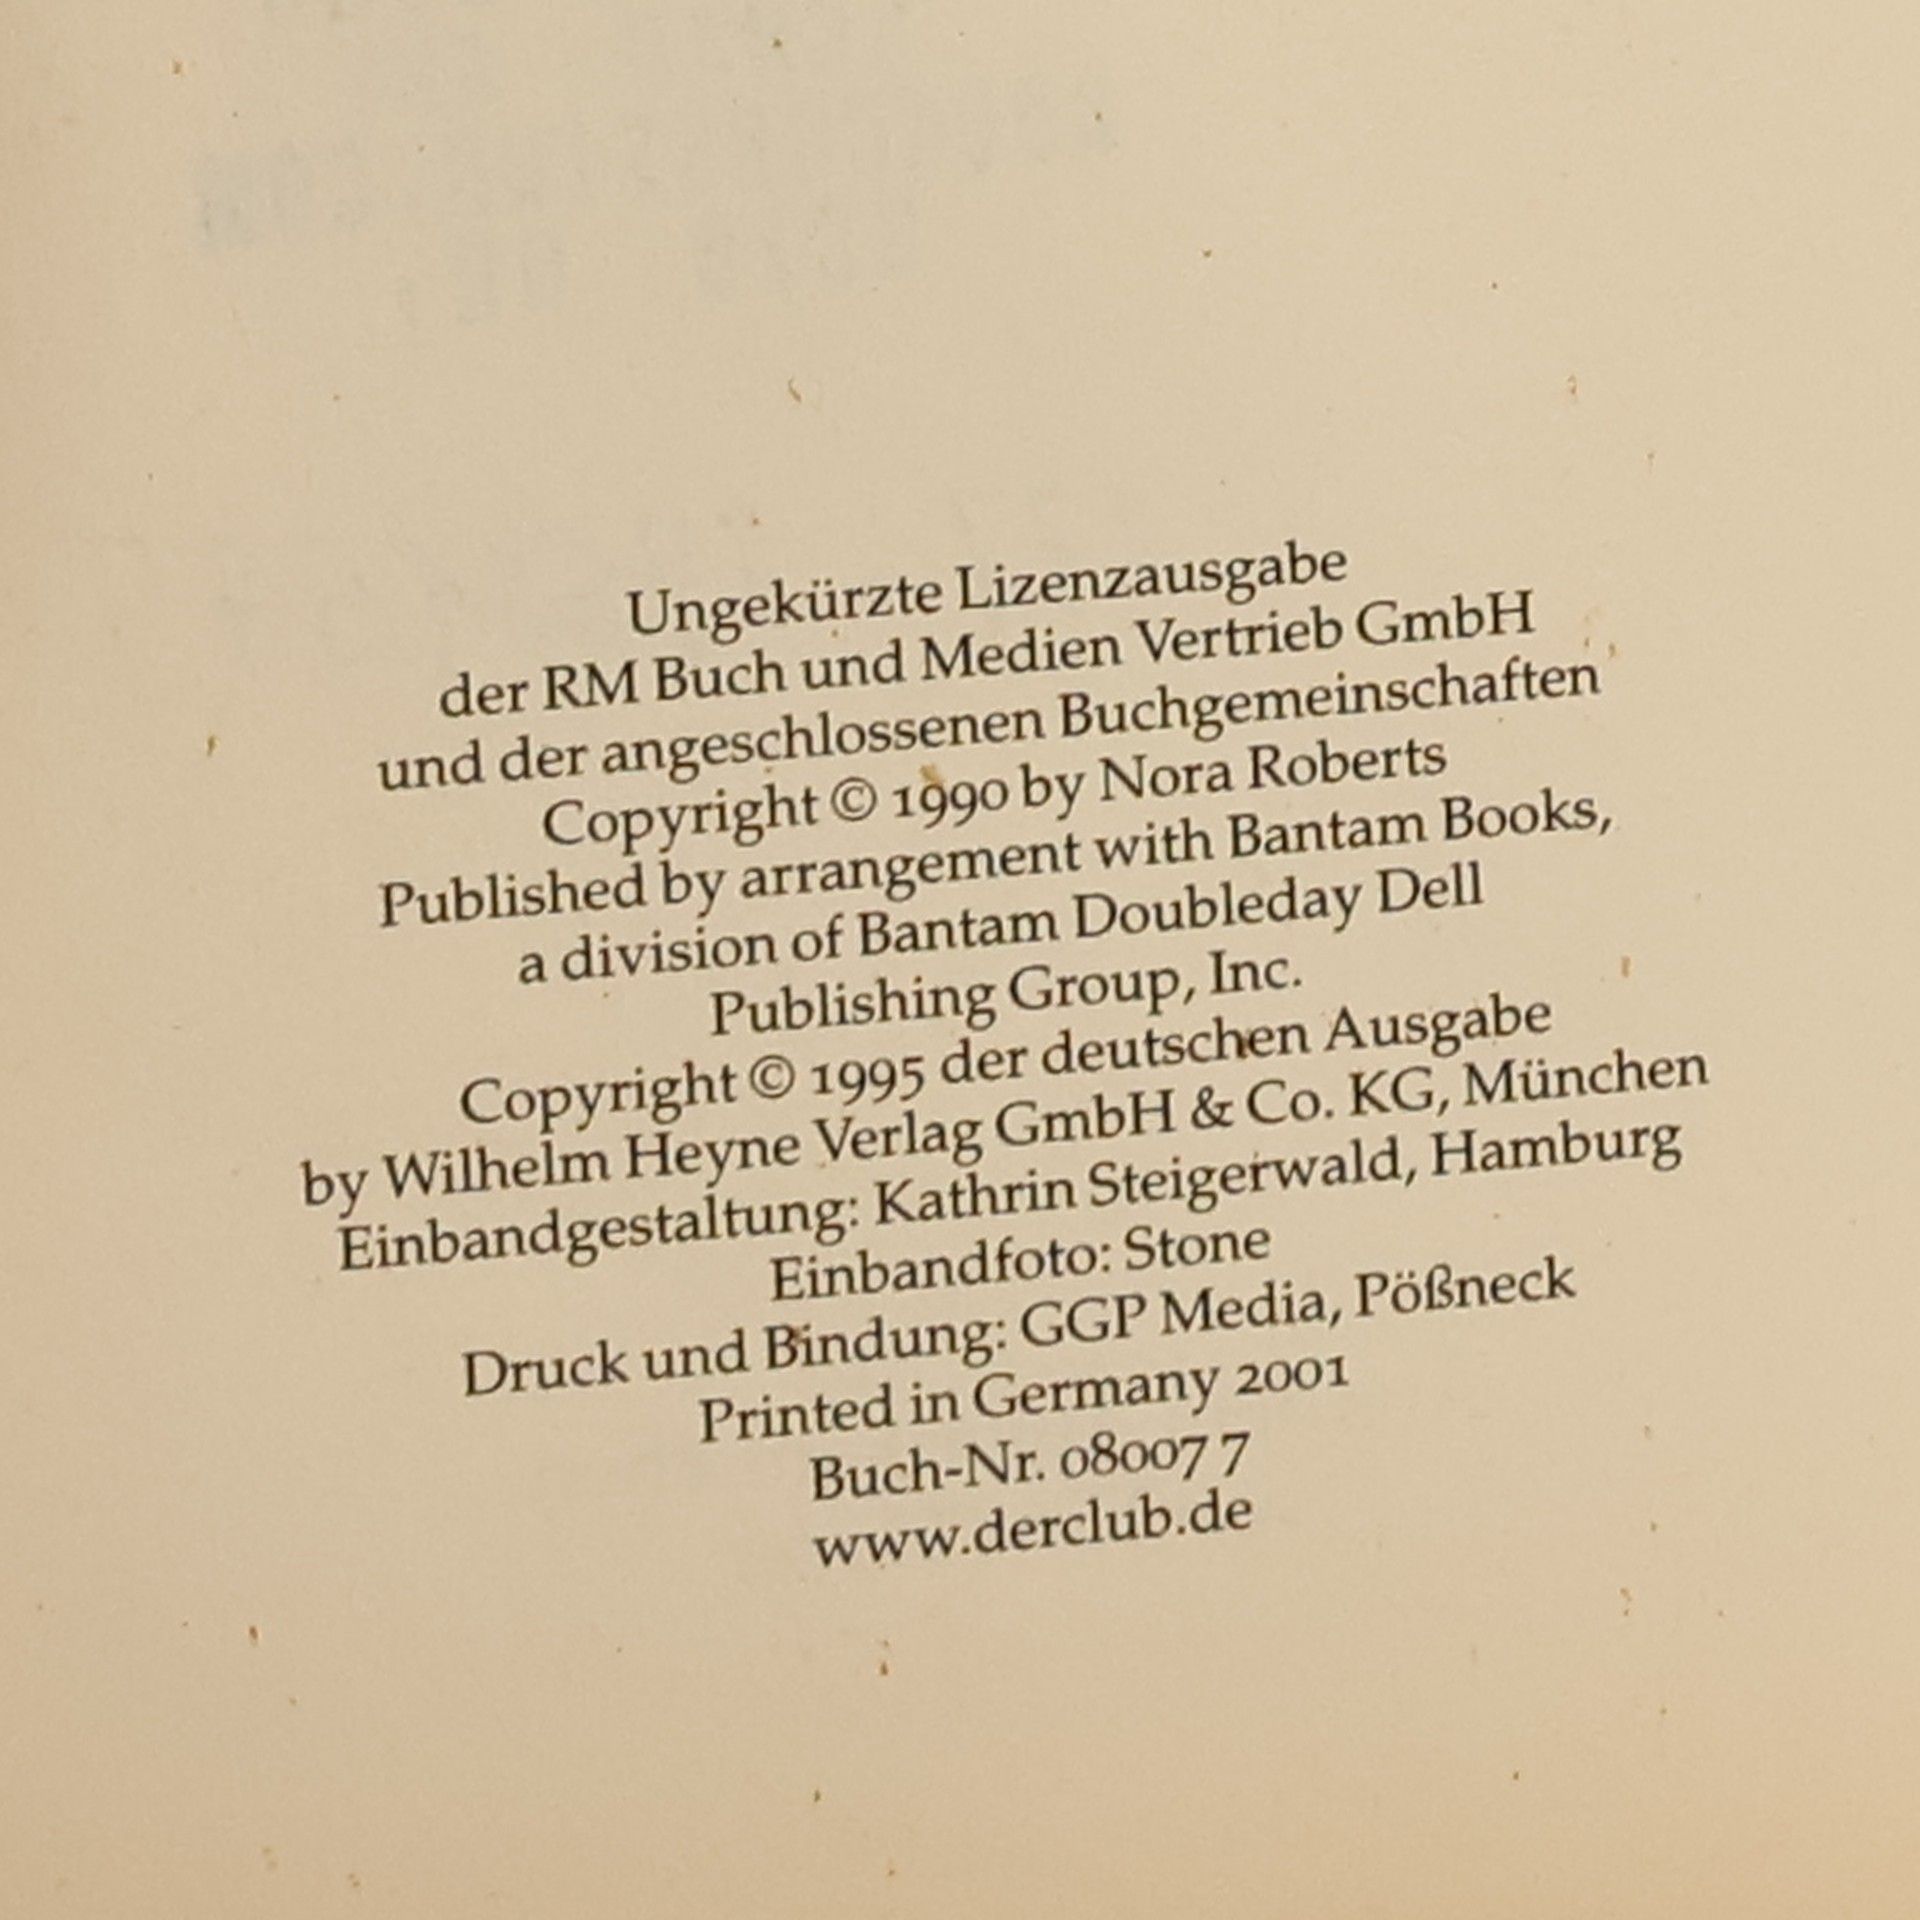 Ungekürzte Lizenzausgabe
der RM Buch und Medien Vertrieb GmbH
und der angeschlossenen Buchgemeinschaften
Copyright © 1990 by Nora Roberts
Published by arrangement with Bantam Books,
a division of Bantam Doubleday Dell
Publishing Group, Inc.
Copyright © 1995 der deutschen Ausgabe
by Wilhelm Heyne Verlag GmbH & Co. KG, München
Einbandgestaltung: Kathrin Steigerwald, Hamburg
Einbandfoto: Stone
Druck und Bindung: GGP Media, Pößneck
Printed in Germany 2001
Buch-Nr. 08007 7
www.derclub.de